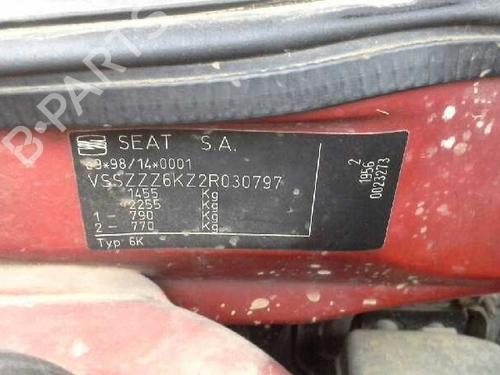 B-PARTS
SEAT S.A.
e9*98/14*0001
VSSZZZ6KZ2R030797
1455 Kg
2255 Kg
1 - 790 Kg
2 - 770 Kg
Typ 6K
2
1956
0023273